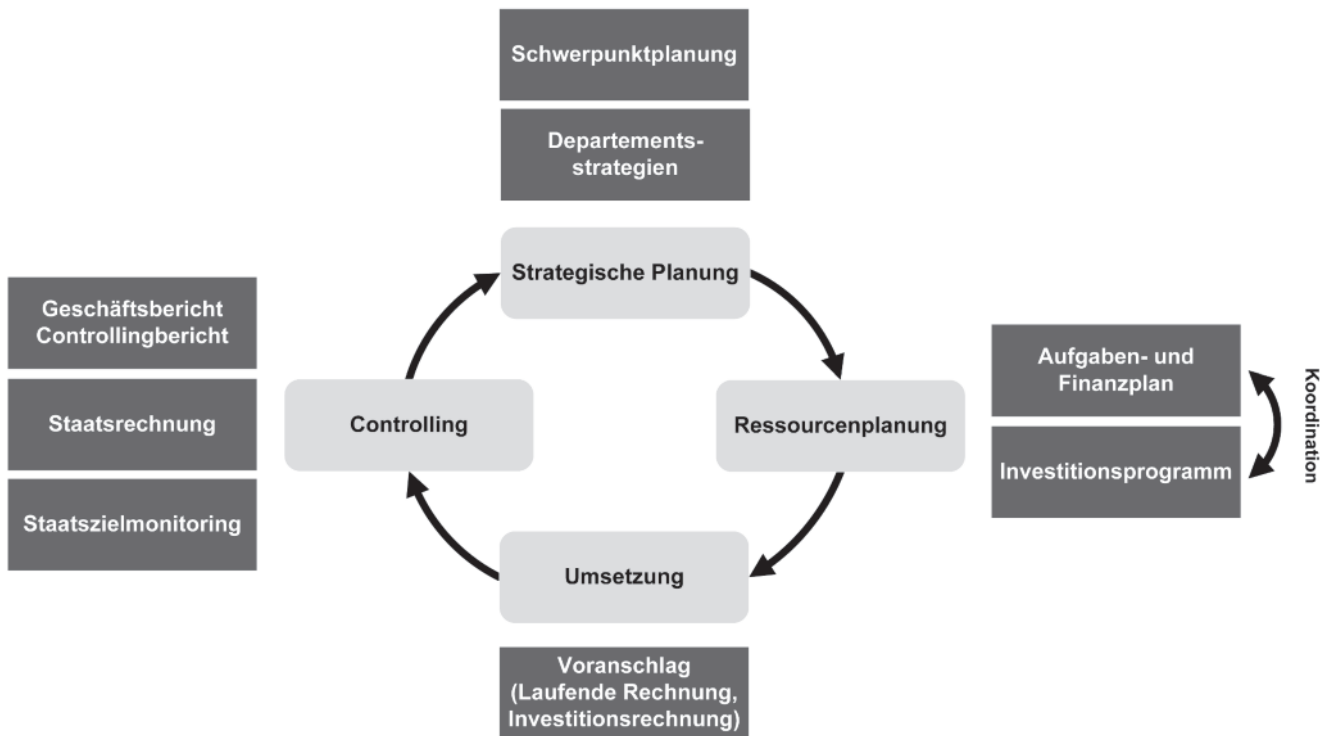 Schwerpunktplanung
Departements-
strategien
Strategische Planung
Geschäftsbericht
Controllingbericht
Staatsrechnung
Staatszielmonitoring
Controlling
Ressourcenplanung
Aufgaben- und
Finanzplan
Investitionsprogramm
Koordination
Umsetzung
Voranschlag
(Laufende Rechnung,
Investitionsrechnung)